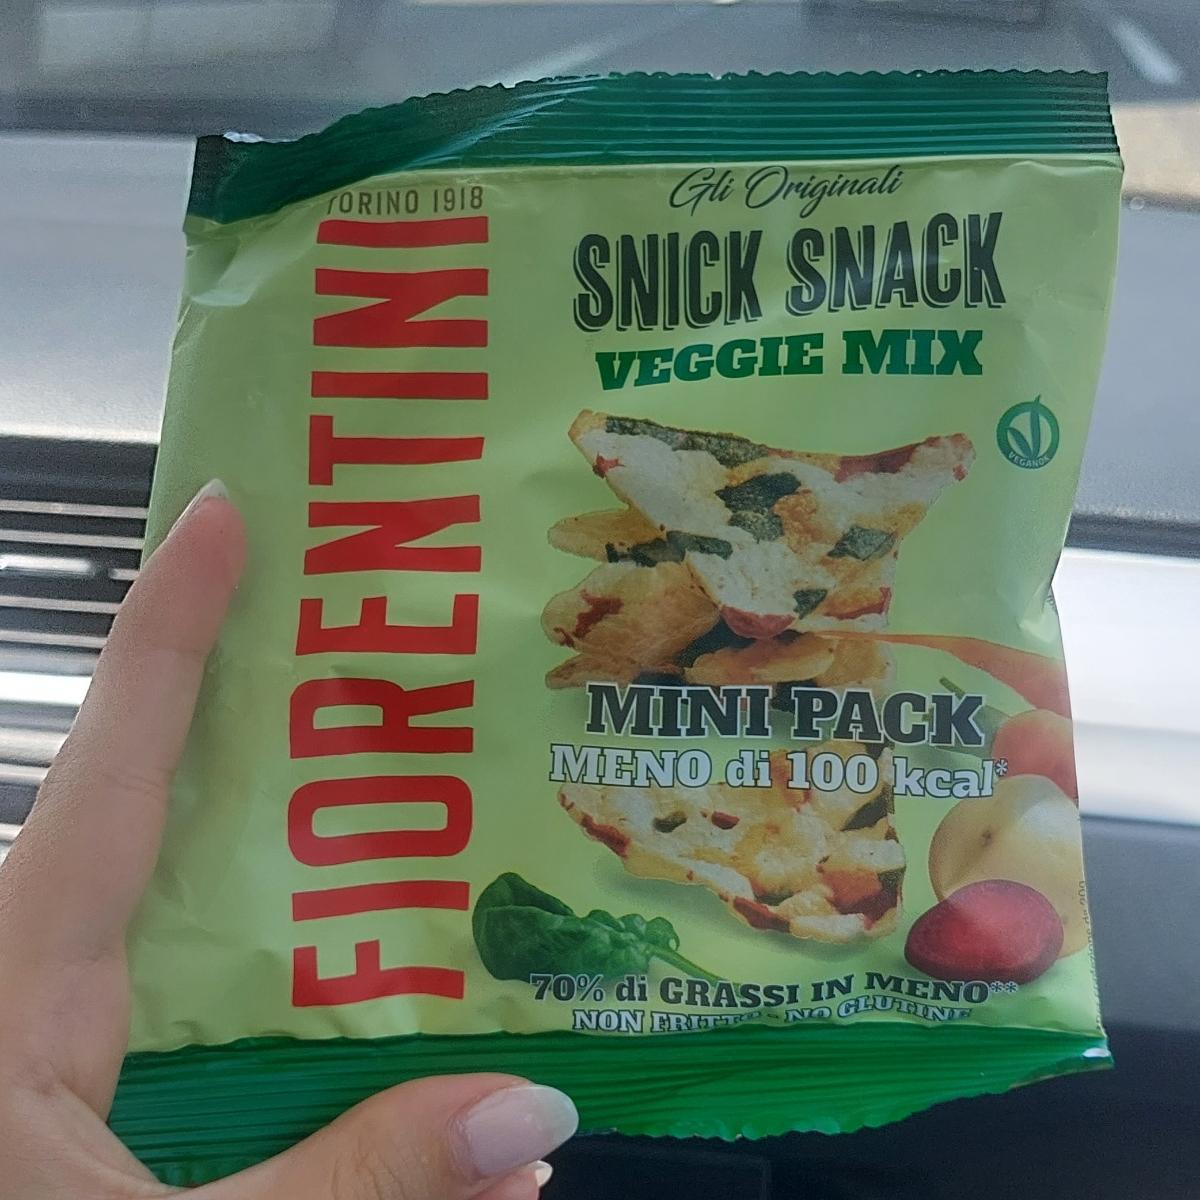 TORINO 1918
FIORENTINI
Gli Originali
SNICK SNACK
VEGGIE MIX
VEGANOK
MINI PACK
MENO di 100 kcal*
70% di GRASSI IN MENO**
NON FRITTO - NO GLUTINE